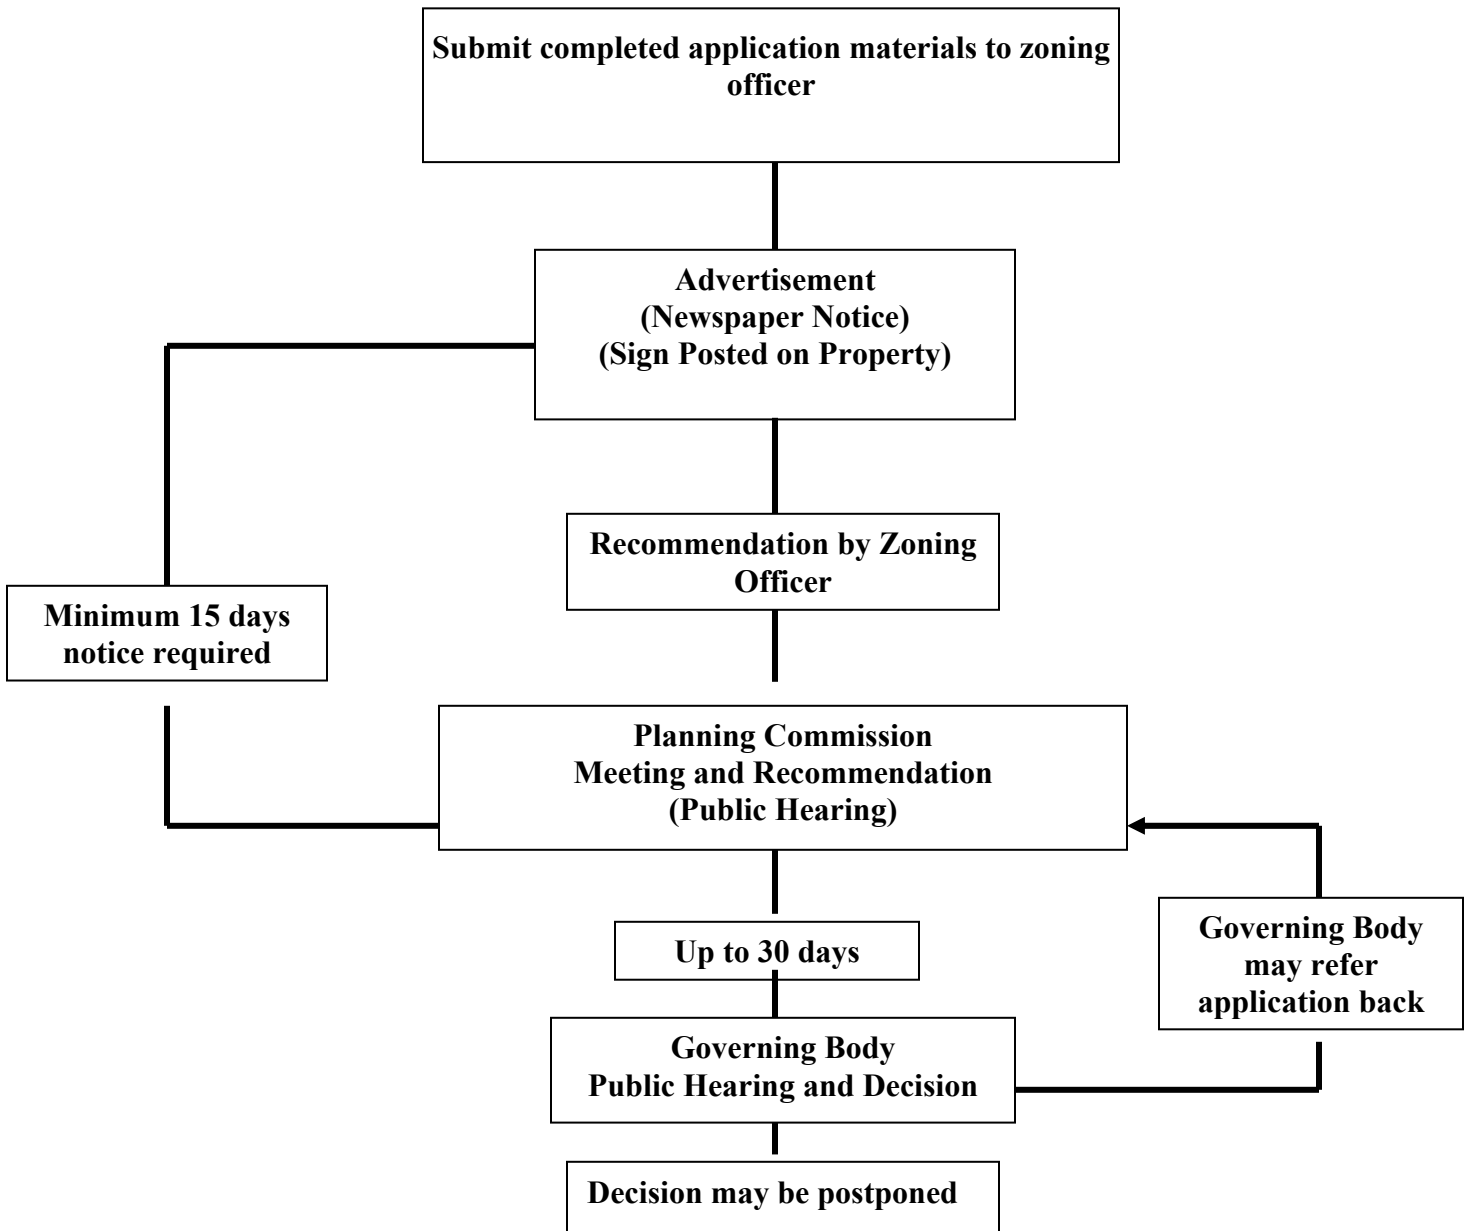 Submit completed application materials to zoning
officer
Advertisement
(Newspaper Notice)
(Sign Posted on Property)
Recommendation by Zoning
Officer
Minimum 15 days
notice required
Planning Commission
Meeting and Recommendation
(Public Hearing)
Up to 30 days
Governing Body
may refer
application back
Governing Body
Public Hearing and Decision
Decision may be postponed